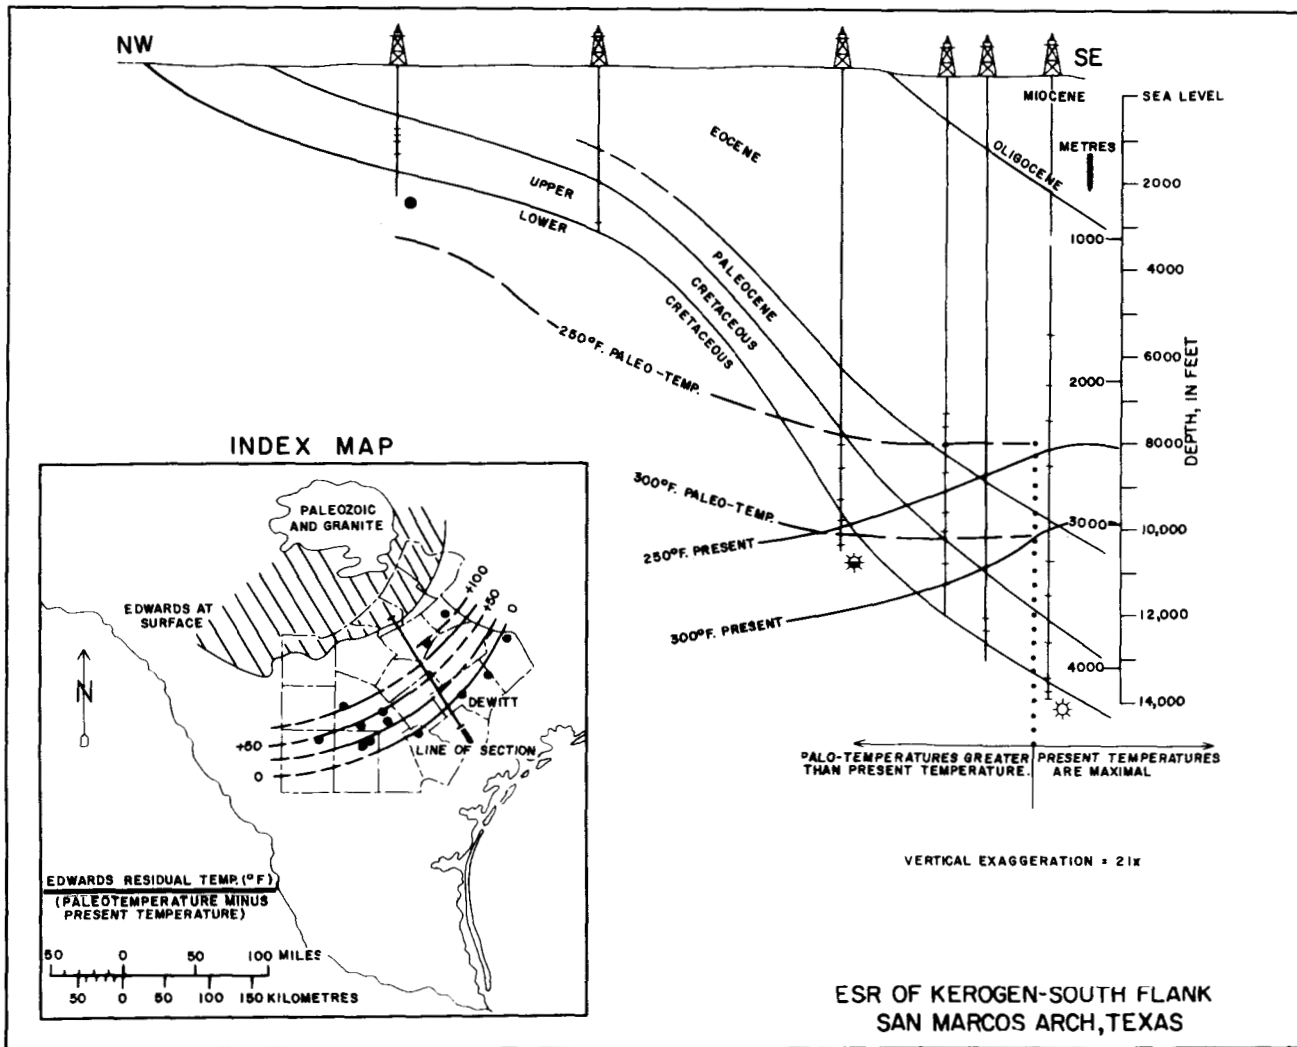 NW
SE
MIOCENE
SEA LEVEL
EOCENE
OLIGOCENE
METRES
2000
UPPER
LOWER
1000
PALEOCENE
CRETACEOUS
CRETACEOUS
4000
250°F. PALEO-TEMP.
6000
2000
DEPTH, IN FEET
8000
300°F. PALEO-TEMP.
250°F. PRESENT
3000
10,000
300°F. PRESENT
12,000
4000
14,000
PALO-TEMPERATURES GREATER
THAN PRESENT TEMPERATURE.
PRESENT TEMPERATURES
ARE MAXIMAL
VERTICAL EXAGGERATION = 21x
INDEX MAP
PALEOZOIC
AND GRANITE
EDWARDS AT
SURFACE
+100
+50
0
N
DEWITT
LINE OF SECTION
+50
0
EDWARDS RESIDUAL TEMP. (°F)
(PALEOTEMPERATURE MINUS
PRESENT TEMPERATURE)
50 0 50 100 MILES
50 0 50 100 150 KILOMETRES
ESR OF KEROGEN-SOUTH FLANK
SAN MARCOS ARCH, TEXAS